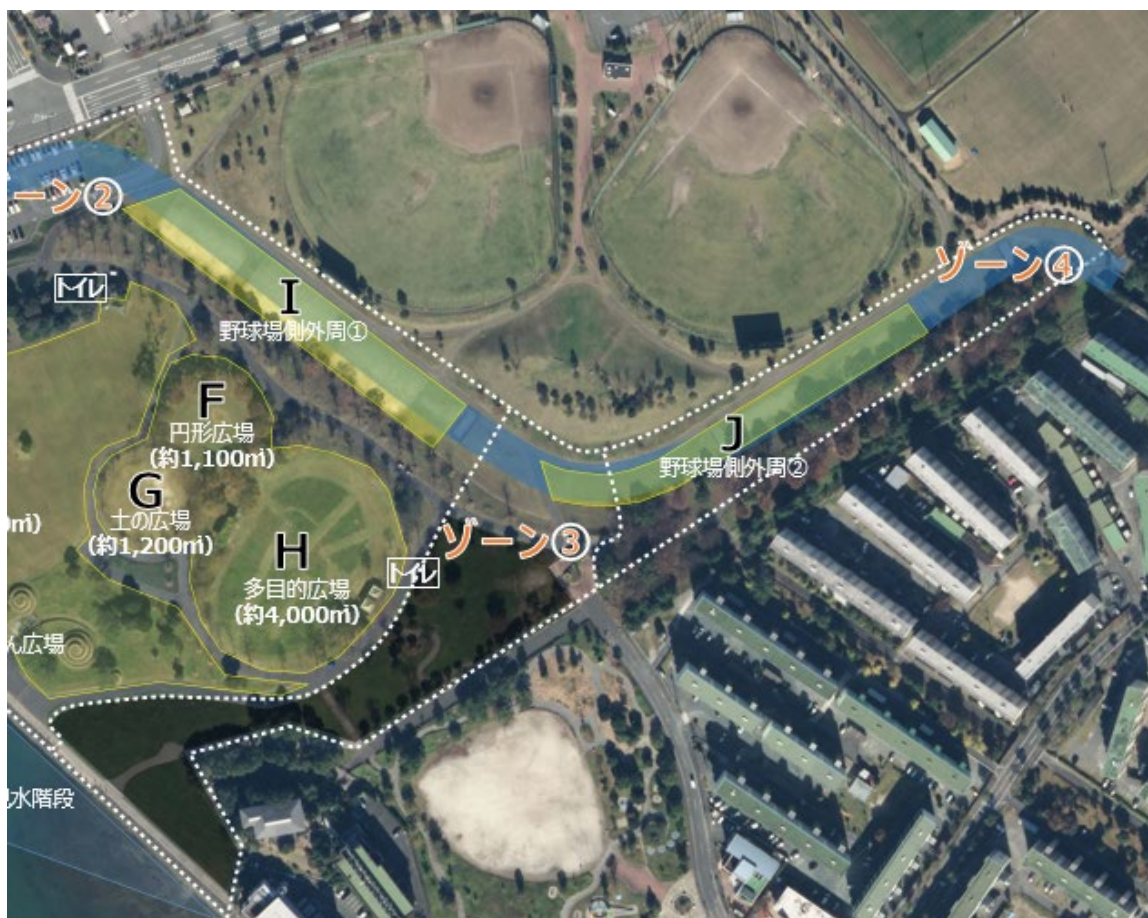 ーン②
トイレ
I
野球場側外周①
F
円形広場
(約1,100㎡)
G
土の広場
(約1,200㎡)
H
多目的広場
(約4,000㎡)
トイレ
ゾーン③
J
野球場側外周②
ゾーン④
0㎡)
ん広場
水階段